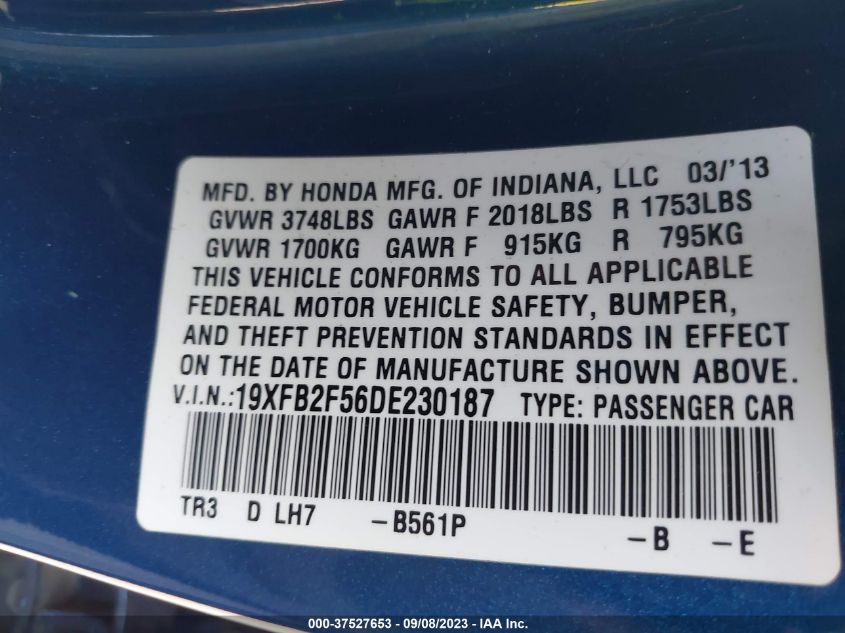 MFD. BY HONDA MFG. OF INDIANA, LLC 03/'13
GVWR 3748LBS GAWR F 2018LBS R 1753LBS
GVWR 1700KG GAWR F 915KG R 795KG
THIS VEHICLE CONFORMS TO ALL APPLICABLE
FEDERAL MOTOR VEHICLE SAFETY, BUMPER,
AND THEFT PREVENTION STANDARDS IN EFFECT
ON THE DATE OF MANUFACTURE SHOWN ABOVE.
V.I.N.:19XFB2F56DE230187 TYPE: PASSENGER CAR
TR3 D LH7 -B561P -B -E
000-37527653 - 09/08/2023 - IAA Inc.